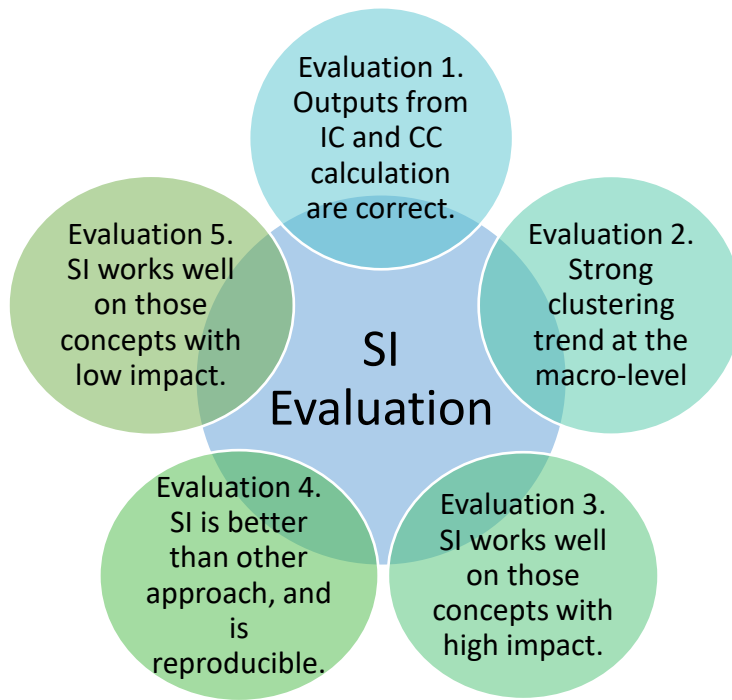 Evaluation 1.
Outputs from
IC and CC
calculation
are correct.
Evaluation 2.
Strong
clustering
trend at the
macro-level
Evaluation 3.
SI works well
on those
concepts with
high impact.
Evaluation 4.
SI is better
than other
approach, and
is
reproducible.
Evaluation 5.
SI works well
on those
concepts with
low impact.
SI
Evaluation